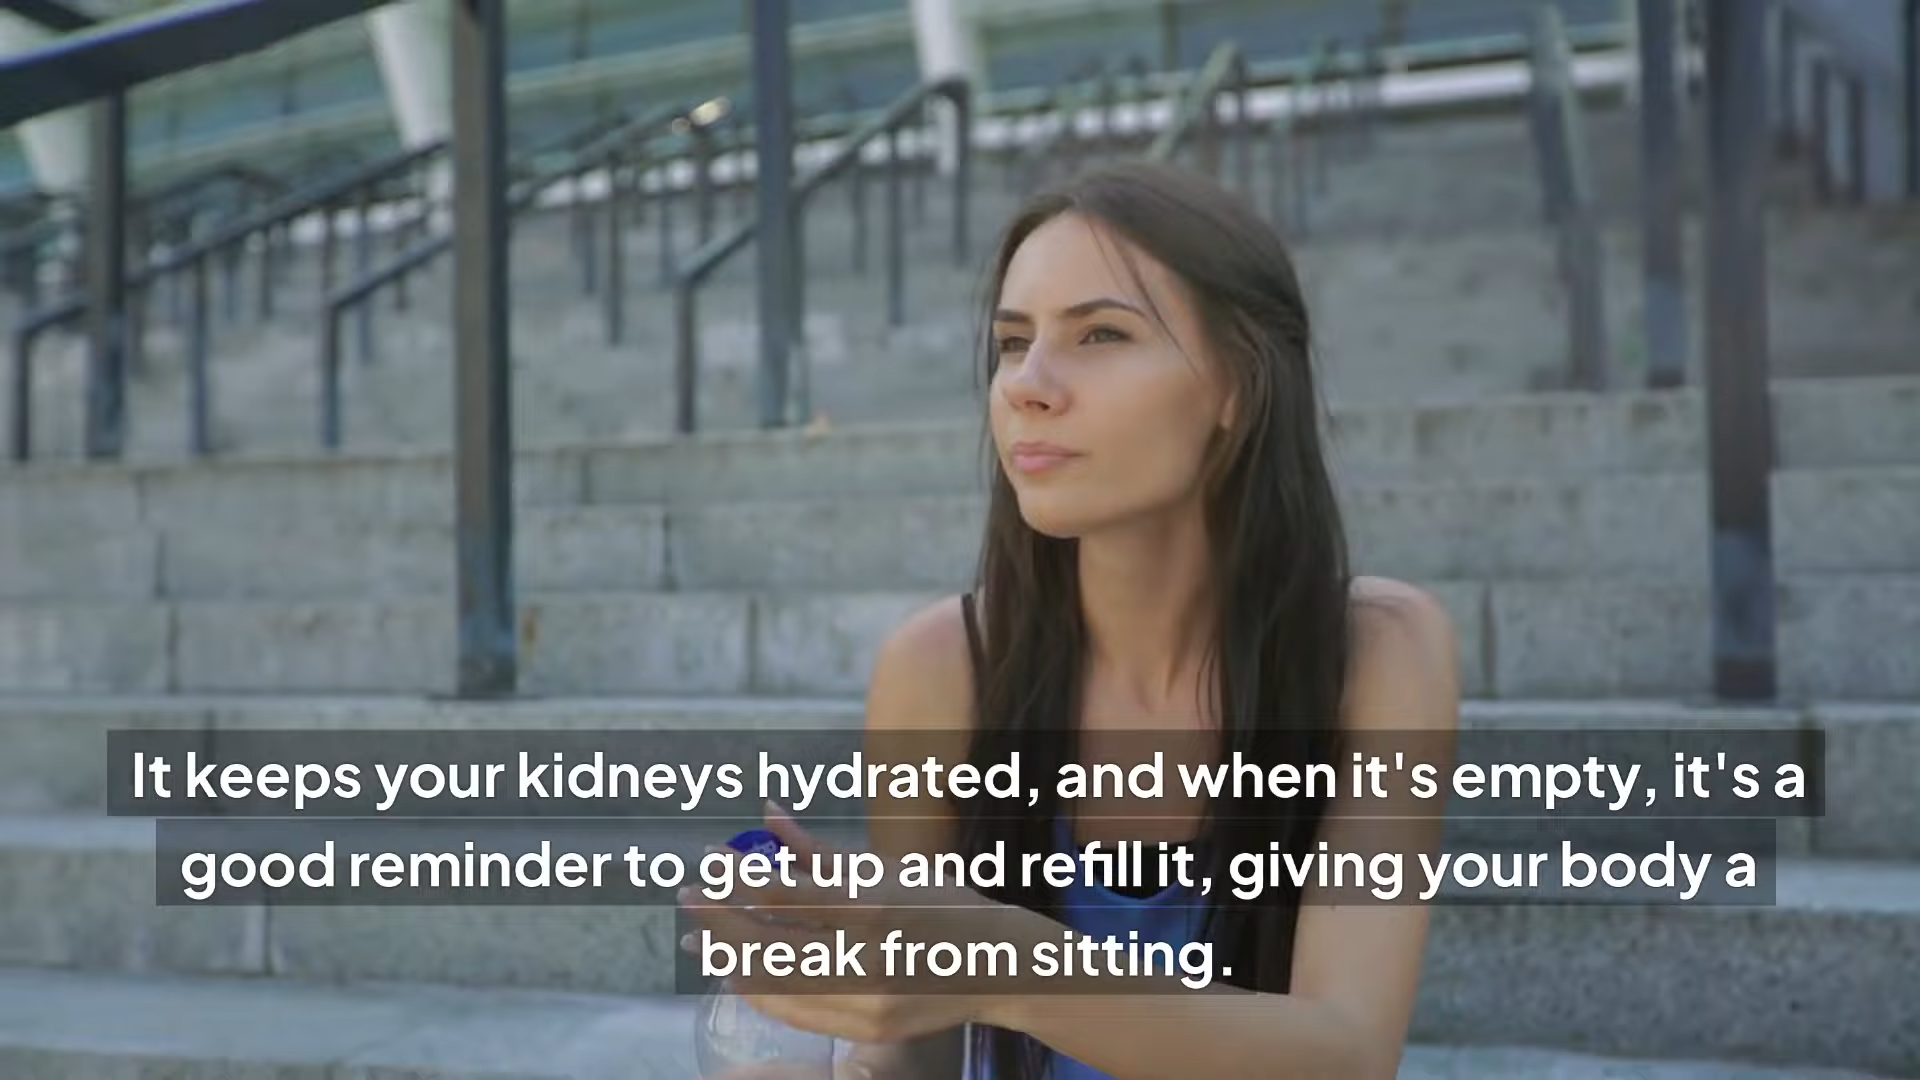 It keeps your kidneys hydrated, and when it's empty, it's a
good reminder to get up and refill it, giving your body a
break from sitting.